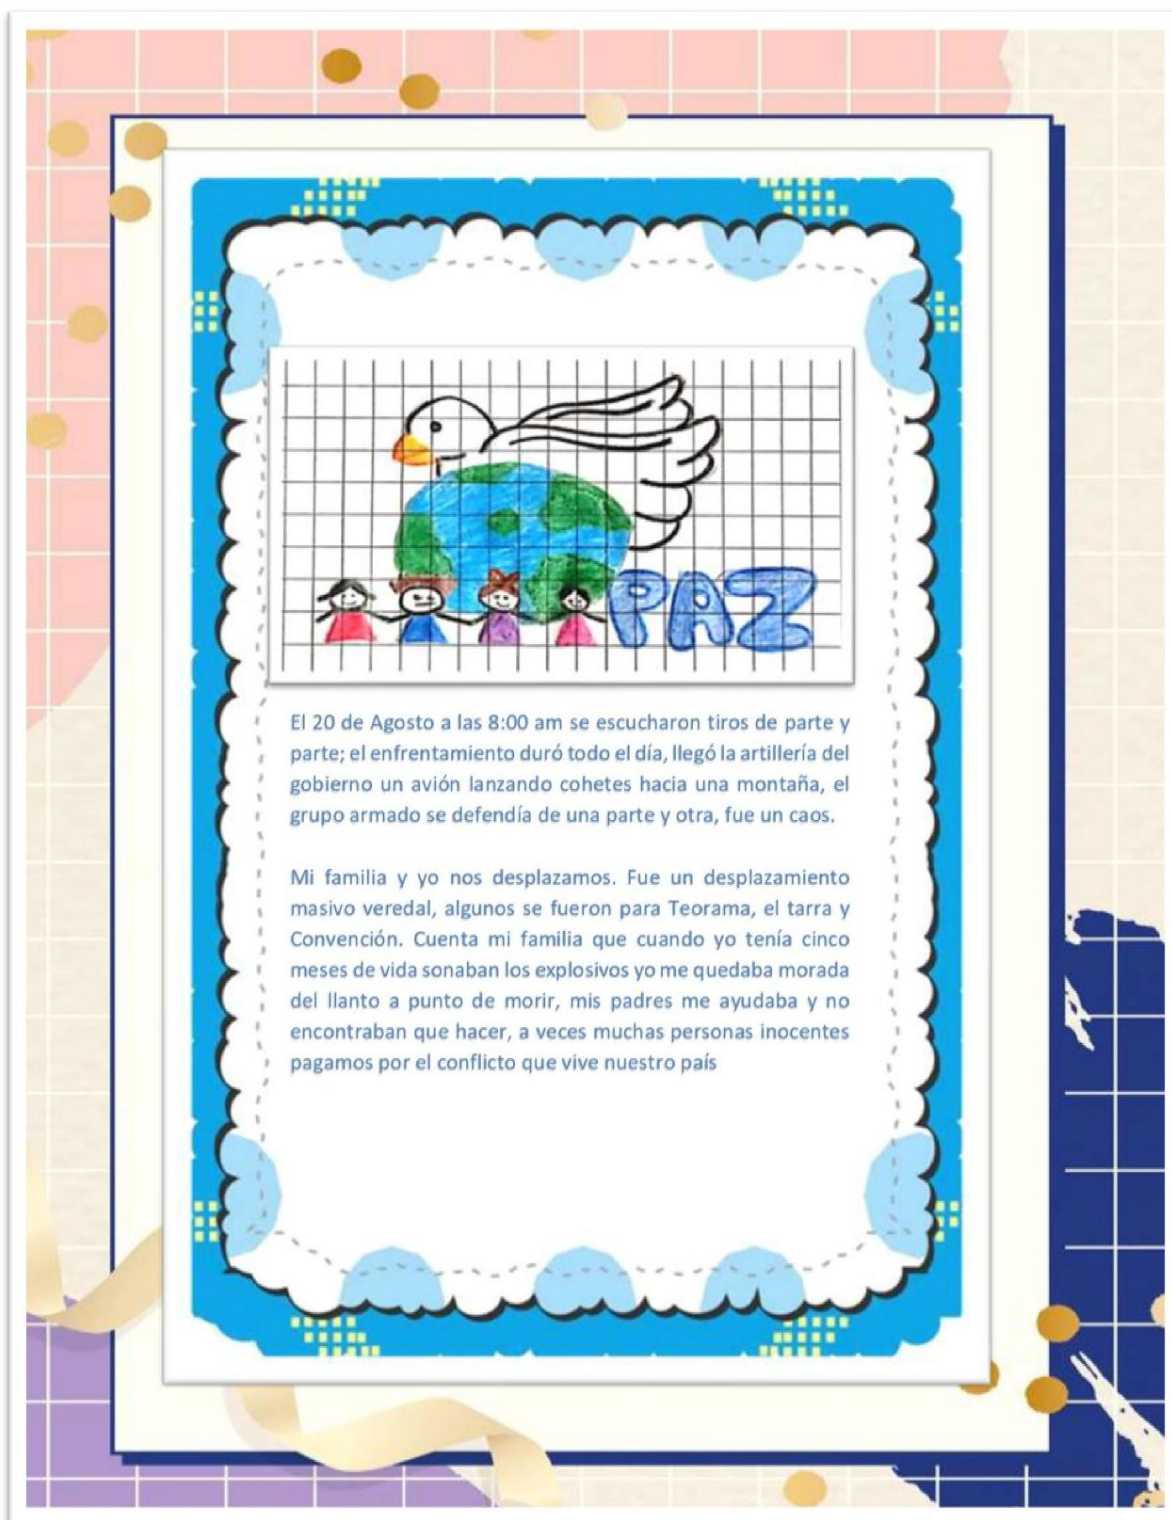 PAZ
El 20 de Agosto a las 8:00 am se escucharon tiros de parte y
parte; el enfrentamiento duró todo el día, llegó la artillería del
gobierno un avión lanzando cohetes hacia una montaña, el
grupo armado se defendía de una parte y otra, fue un caos.
Mi familia y yo nos desplazamos. Fue un desplazamiento
masivo veredal, algunos se fueron para Teorama, el tarra y
Convención. Cuenta mi familia que cuando yo tenía cinco
meses de vida sonaban los explosivos yo me quedaba morada
del llanto a punto de morir, mis padres me ayudaba y no
encontraban que hacer, a veces muchas personas inocentes
pagamos por el conflicto que vive nuestro país